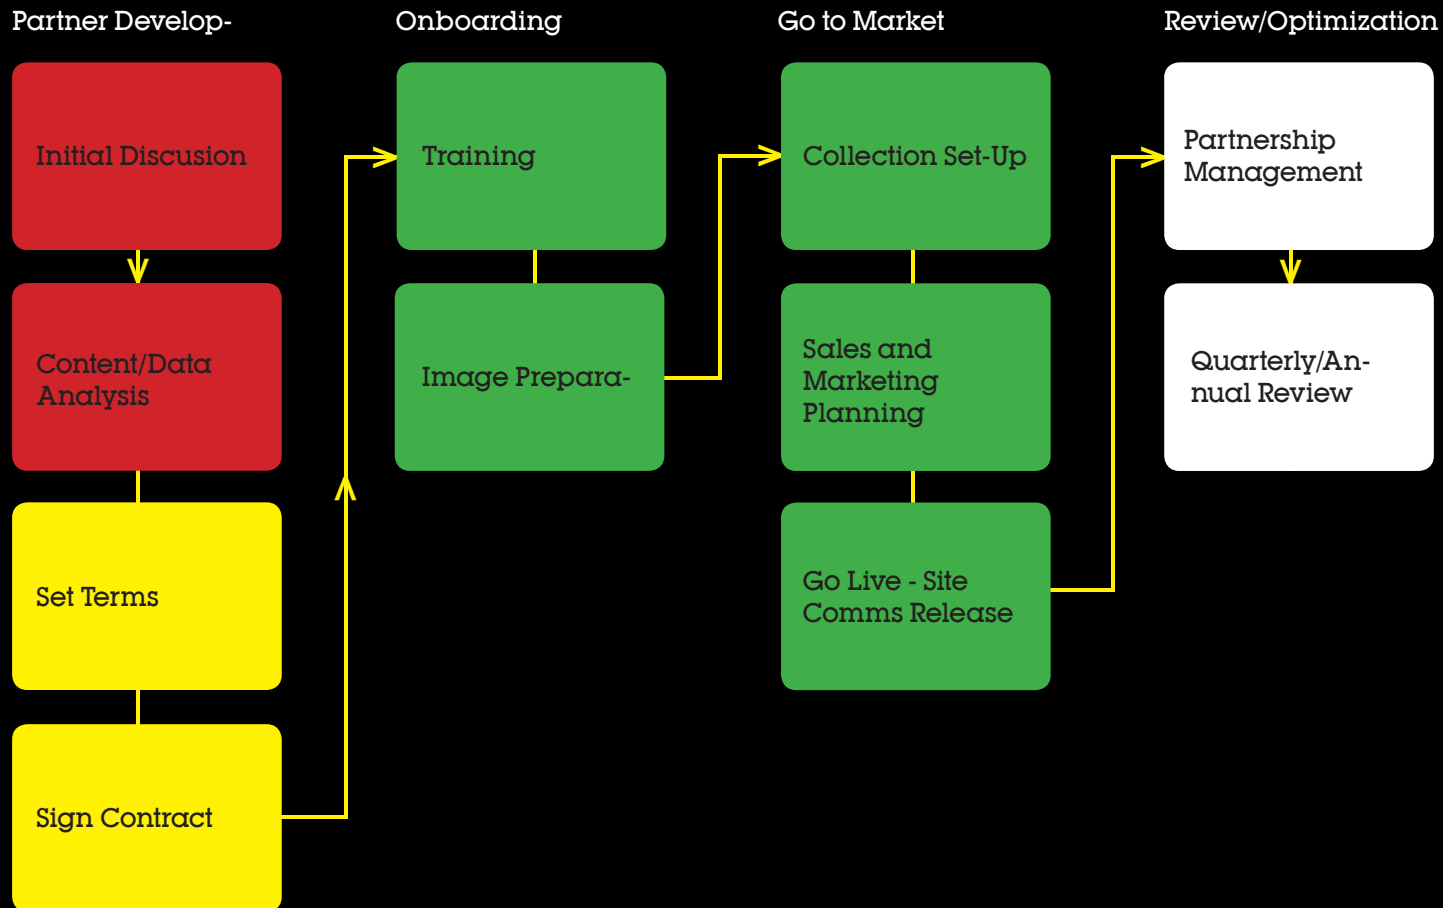 Partner Develop-
Initial Discusion
Content/Data
Analysis
Set Terms
Sign Contract
Onboarding
Training
Image Prepara-
Go to Market
Collection Set-Up
Sales and
Marketing
Planning
Go Live - Site
Comms Release
Review/Optimization
Partnership
Management
Quarterly/An-
nual Review